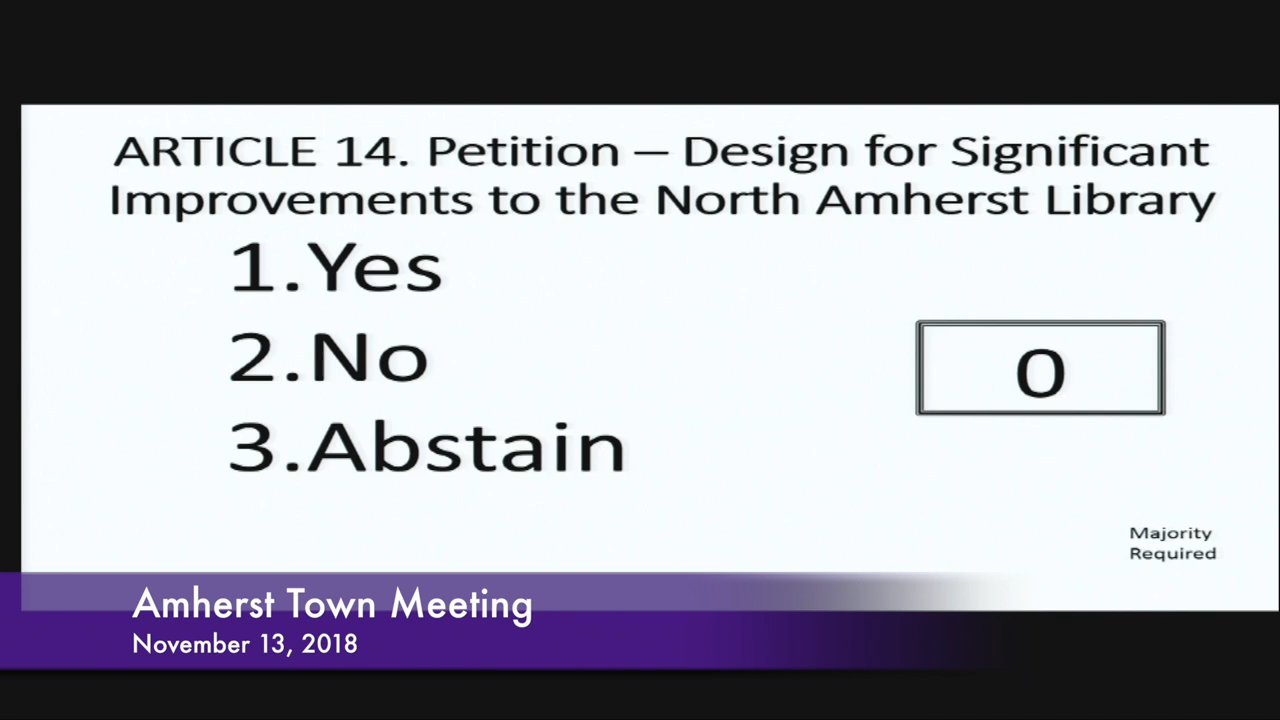 ARTICLE 14. Petition – Design for Significant
Improvements to the North Amherst Library
1.Yes
2.No
3.Abstain
0
Majority
Required
Amherst Town Meeting
November 13, 2018